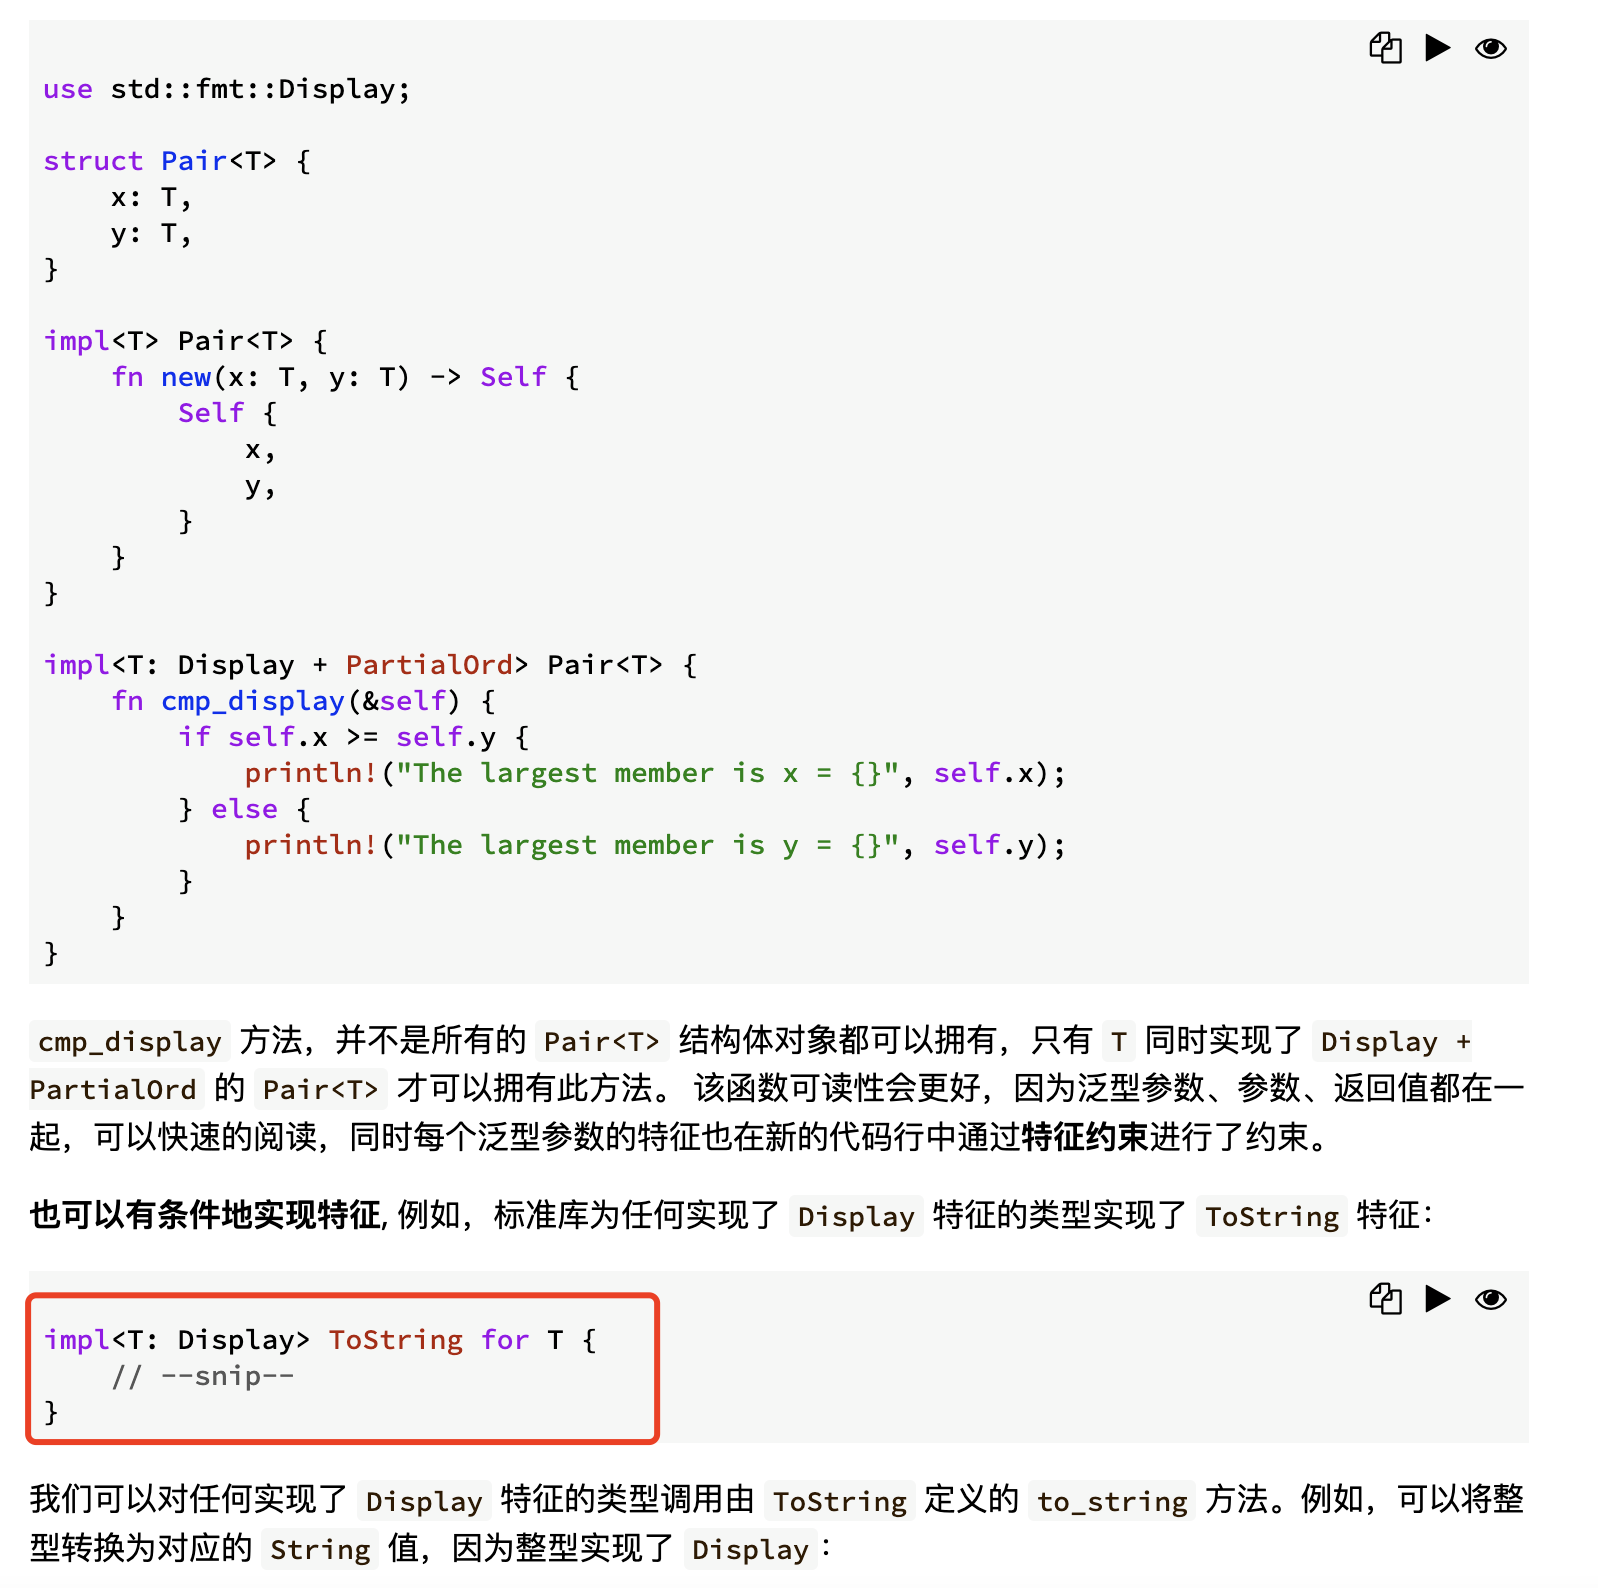 use std::fmt::Display;

struct Pair<T> {
    x: T,
    y: T,
}

impl<T> Pair<T> {
    fn new(x: T, y: T) -> Self {
        Self {
            x,
            y,
        }
    }
}

impl<T: Display + PartialOrd> Pair<T> {
    fn cmp_display(&self) {
        if self.x >= self.y {
            println!("The largest member is x = {}", self.x);
        } else {
            println!("The largest member is y = {}", self.y);
        }
    }
}
cmp_display 方法，并不是所有的 Pair<T> 结构体对象都可以拥有，只有 T 同时实现了 Display +
PartialOrd 的 Pair<T> 才可以拥有此方法。 该函数可读性会更好，因为泛型参数、参数、返回值都在一
起，可以快速的阅读，同时每个泛型参数的特征也在新的代码行中通过特征约束进行了约束。
也可以有条件地实现特征, 例如，标准库为任何实现了 Display 特征的类型实现了 ToString 特征：
impl<T: Display> ToString for T {
    // --snip--
}
我们可以对任何实现了 Display 特征的类型调用由 ToString 定义的 to_string 方法。例如，可以将整
型转换为对应的 String 值，因为整型实现了 Display：